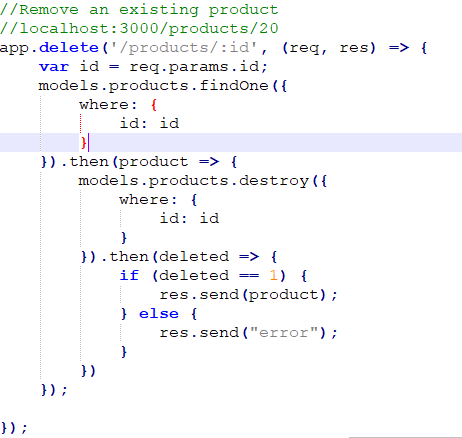 //Remove an existing product
//localhost:3000/products/20
app.delete('/products/:id', (req, res) => {
    var id = req.params.id;
    models.products.findOne({
        where: {
            id: id
        }
    }).then(product => {
        models.products.destroy({
            where: {
                id: id
            }
        }).then(deleted => {
            if (deleted == 1) {
                res.send(product);
            } else {
                res.send("error");
            }
        })
    });

});